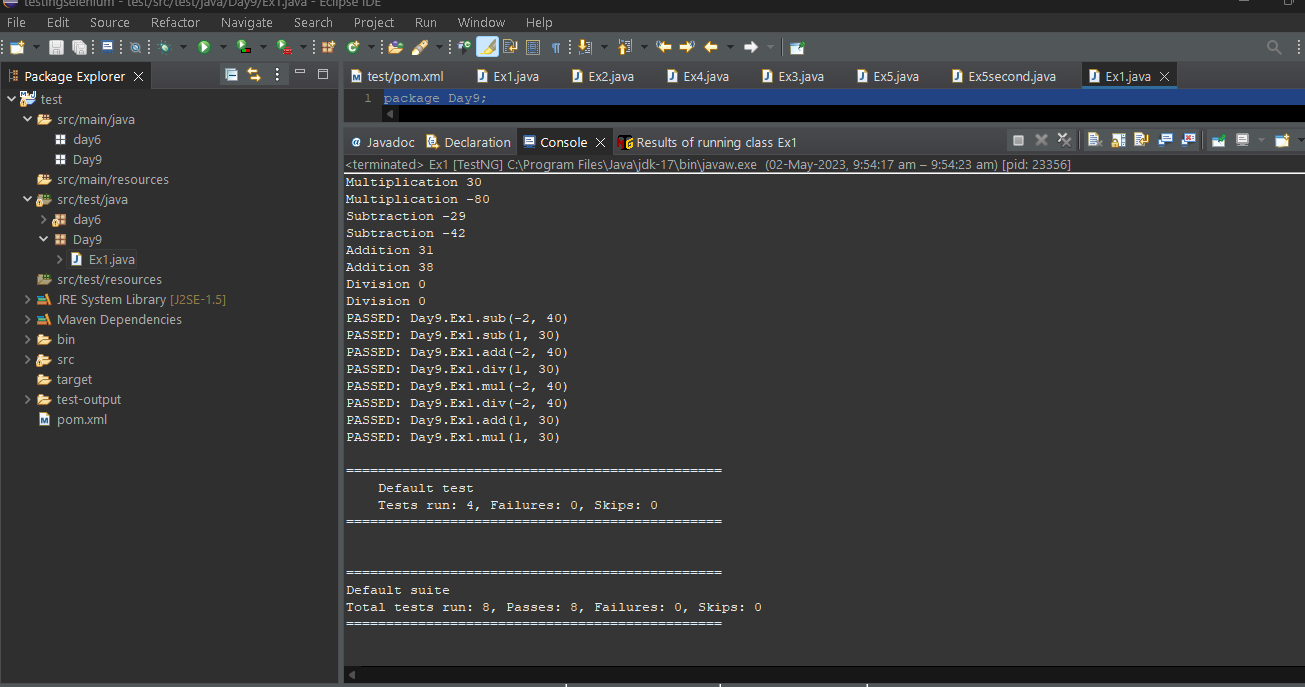 testingselenium - test/src/test/java/Day9/Ex1.java - Eclipse IDE
File Edit Source Refactor Navigate Search Project Run Window Help
Package Explorer
test
src/main/java
day6
Day9
src/main/resources
src/test/java
day6
Day9
Ex1.java
src/test/resources
JRE System Library [J2SE-1.5]
Maven Dependencies
bin
src
target
test-output
pom.xml
test/pom.xml Ex1.java Ex2.java Ex4.java Ex3.java Ex5.java Ex5second.java Ex1.java
1 package Day9;
@ Javadoc Declaration Console Results of running class Ex1
<terminated> Ex1 [TestNG] C:\Program Files\Java\jdk-17\bin\javaw.exe (02-May-2023, 9:54:17 am – 9:54:23 am) [pid: 23356]
Multiplication 30
Multiplication -80
Subtraction -29
Subtraction -42
Addition 31
Addition 38
Division 0
Division 0
PASSED: Day9.Ex1.sub(-2, 40)
PASSED: Day9.Ex1.sub(1, 30)
PASSED: Day9.Ex1.add(-2, 40)
PASSED: Day9.Ex1.div(1, 30)
PASSED: Day9.Ex1.mul(-2, 40)
PASSED: Day9.Ex1.div(-2, 40)
PASSED: Day9.Ex1.add(1, 30)
PASSED: Day9.Ex1.mul(1, 30)
===============================================
Default test
Tests run: 4, Failures: 0, Skips: 0
===============================================
===============================================
Default suite
Total tests run: 8, Passes: 8, Failures: 0, Skips: 0
===============================================